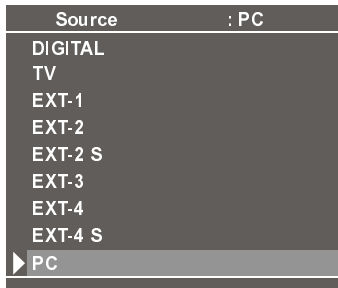 Source : PC
DIGITAL
TV
EXT-1
EXT-2
EXT-2 S
EXT-3
EXT-4
EXT-4 S
PC